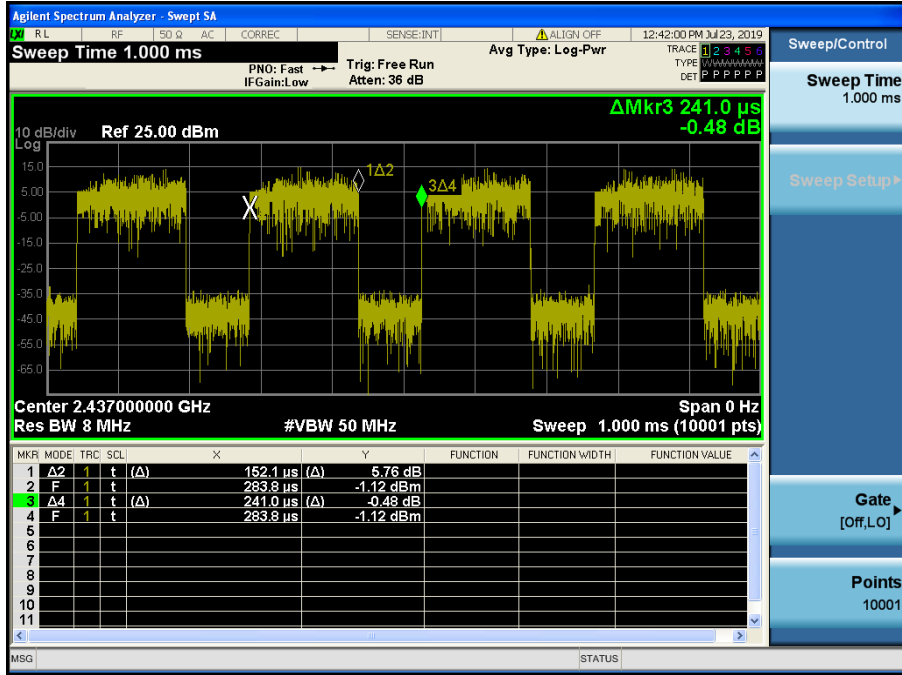 Agilent Spectrum Analyzer - Swept SA
LXI RL RF 50 Ω AC CORREC SENSE:INT ALIGN OFF 12:42:00 PM Jul 23, 2019
Sweep Time 1.000 ms
PNO: Fast
IFGain:Low
Trig: Free Run
Atten: 36 dB
Avg Type: Log-Pwr
TRACE 1 2 3 4 5 6
TYPE WWWWWW
DET P P P P P P
Sweep/Control
Sweep Time
1.000 ms
Sweep Setup
Gate
[Off,LO]
Points
10001
ΔMkr3 241.0 µs
-0.48 dB
10 dB/div Ref 25.00 dBm
Log
15.0
5.00
-5.00
-15.0
-25.0
-35.0
-45.0
-55.0
-65.0
1Δ2
3Δ4
X
Center 2.437000000 GHz Span 0 Hz
Res BW 8 MHz #VBW 50 MHz Sweep 1.000 ms (10001 pts)
MKR MODE TRC SCL X Y FUNCTION FUNCTION WIDTH FUNCTION VALUE
1 Δ2 1 t (Δ) 152.1 µs (Δ) 5.76 dB
2 F 1 t 283.8 µs -1.12 dBm
3 Δ4 1 t (Δ) 241.0 µs (Δ) -0.48 dB
4 F 1 t 283.8 µs -1.12 dBm
5
6
7
8
9
10
11
MSG STATUS